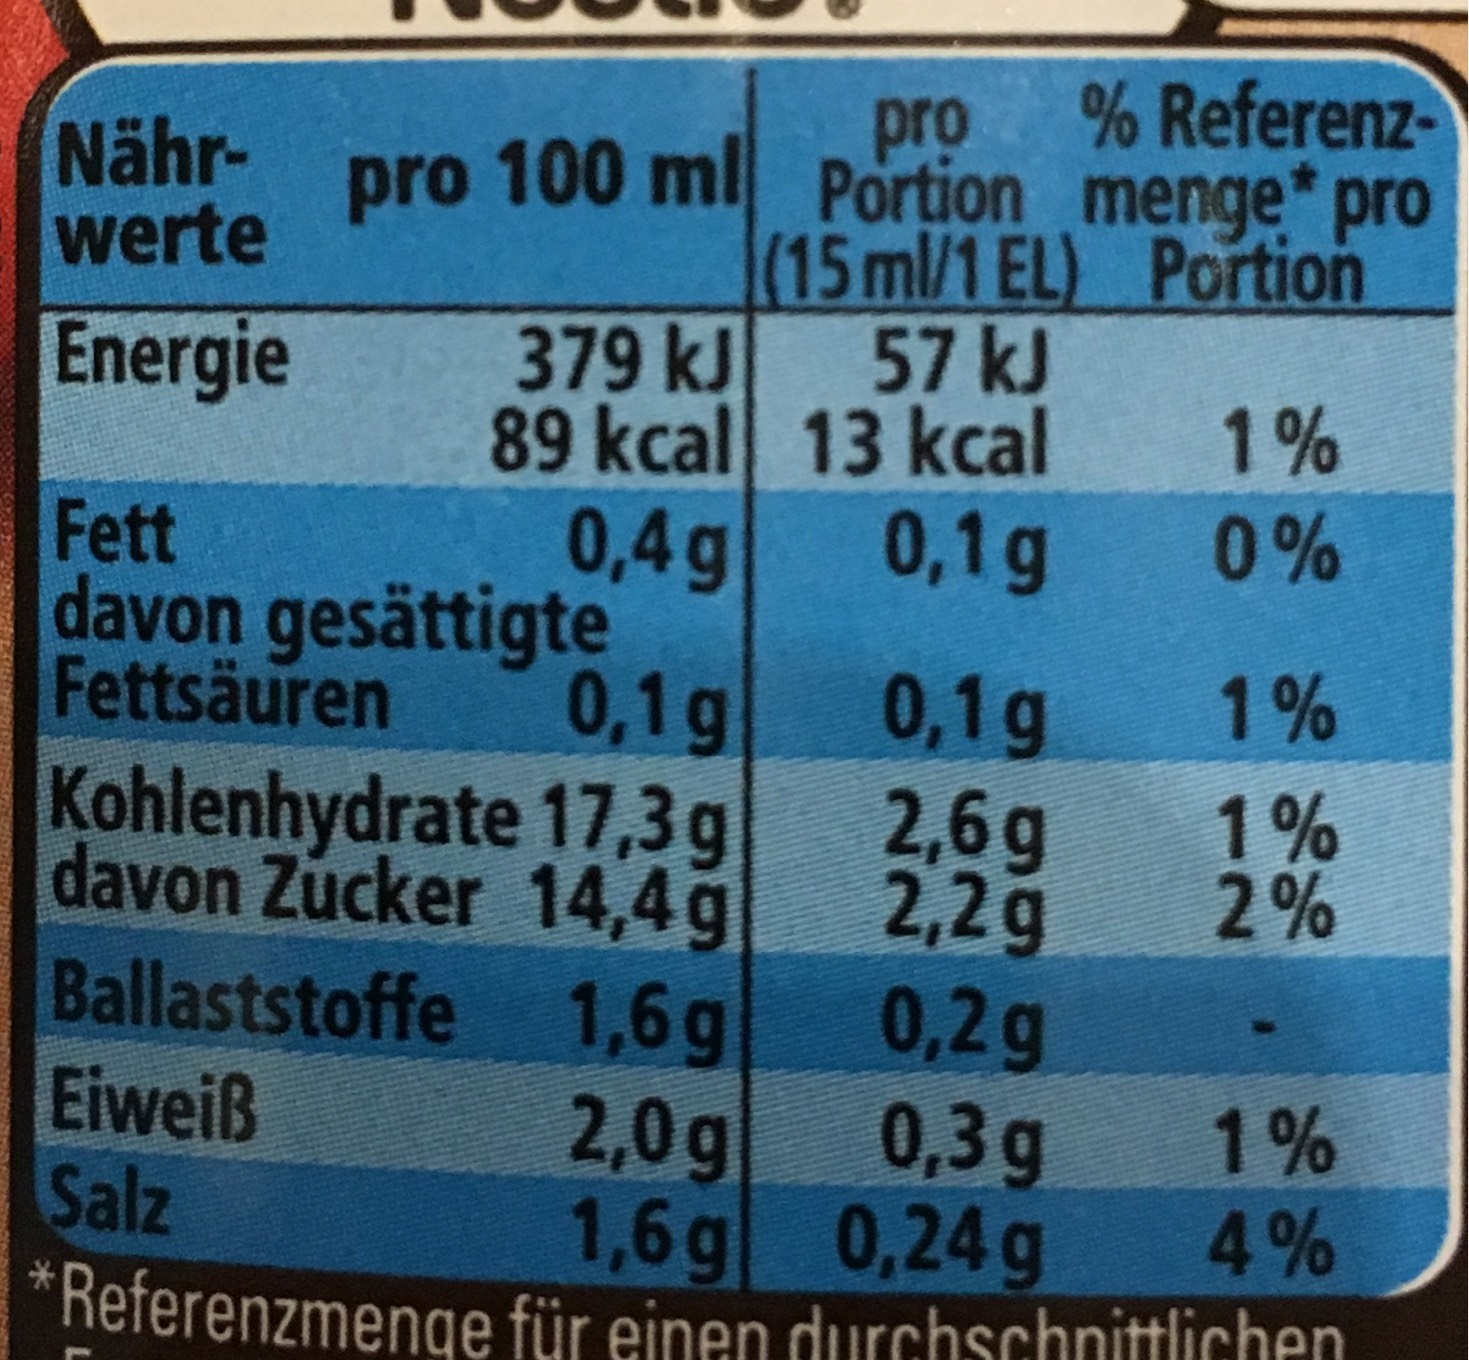 Nähr- pro 100 ml pro % Referenz-
werte Portion menge* pro
(15 ml/1 EL) Portion
Energie 379 kJ 57 kJ
89 kcal 13 kcal 1 %
Fett 0,4 g 0,1 g 0 %
davon gesättigte
Fettsäuren 0,1 g 0,1 g 1 %
Kohlenhydrate 17,3 g 2,6 g 1 %
davon Zucker 14,4 g 2,2 g 2 %
Ballaststoffe 1,6 g 0,2 g -
Eiweiß 2,0 g 0,3 g 1 %
Salz 1,6 g 0,24 g 4 %
*Referenzmenge für einen durchschnittlichen